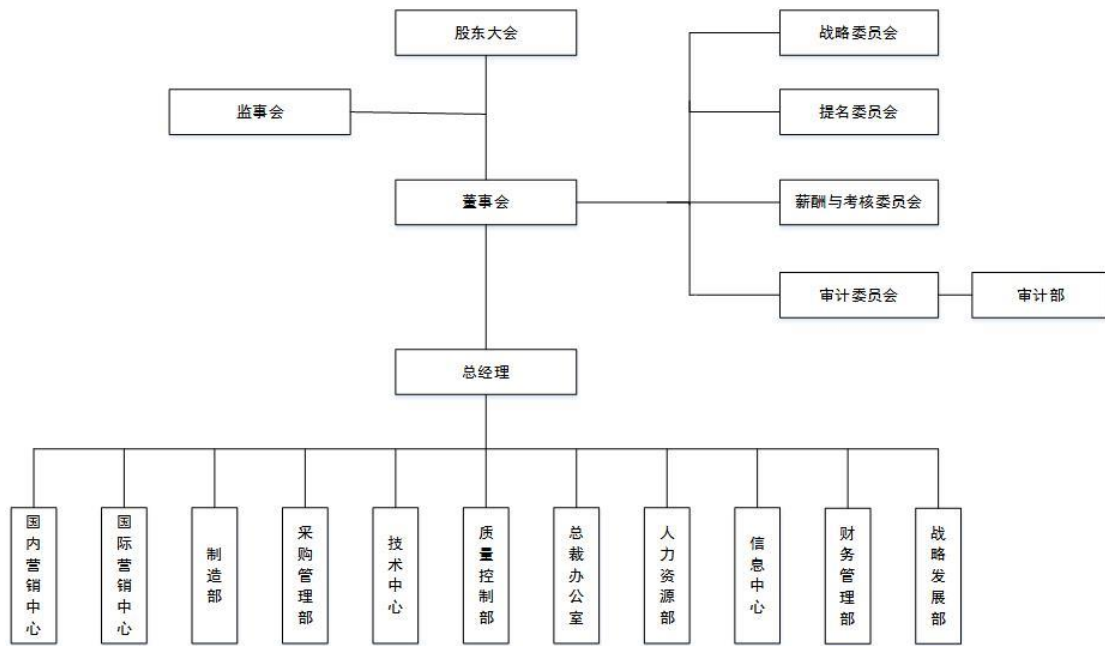 股东大会
战略委员会
监事会
提名委员会
董事会
薪酬与考核委员会
审计委员会
审计部
总经理
国内营销中心
国际营销中心
制造部
采购管理部
技术中心
质量控制部
总裁办公室
人力资源部
信息中心
财务管理部
战略发展部